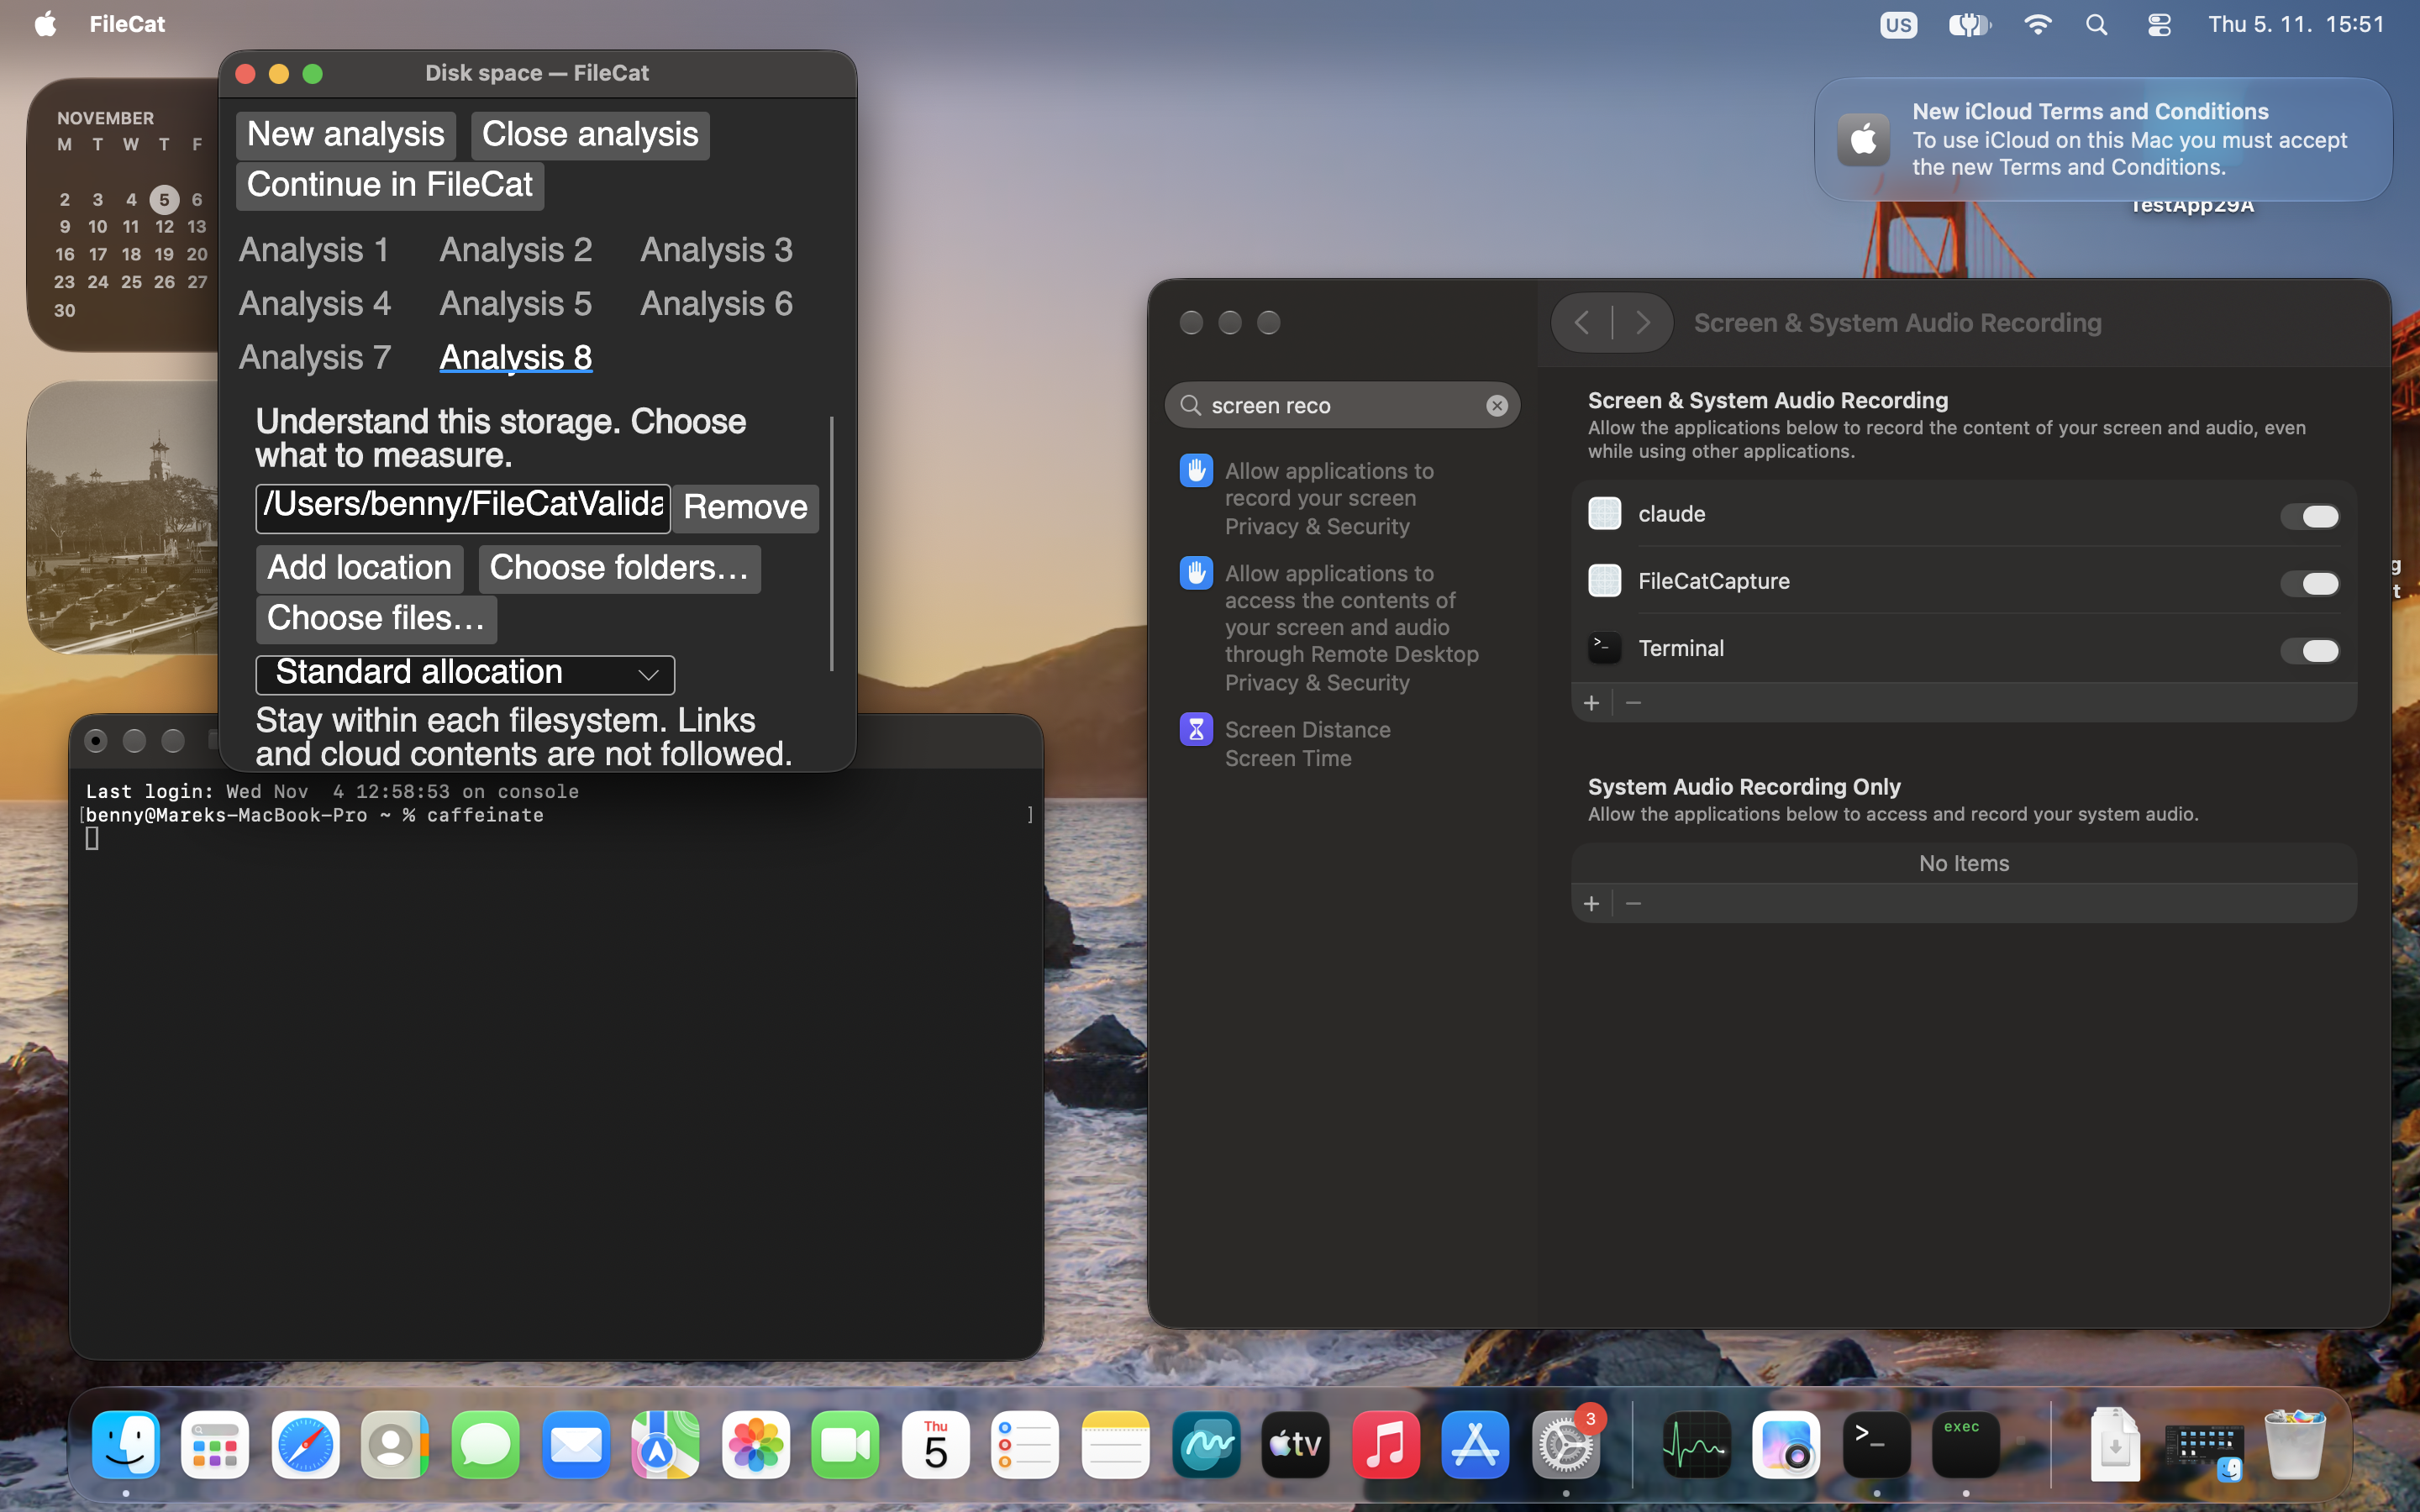 FileCat
US
Thu 5. 11. 15:51
Disk space — FileCat
New analysis
Close analysis
Continue in FileCat
Analysis 1
Analysis 2
Analysis 3
Analysis 4
Analysis 5
Analysis 6
Analysis 7
Analysis 8
Understand this storage. Choose
what to measure.
/Users/benny/FileCatValida
Remove
Add location
Choose folders…
Choose files…
Standard allocation
Stay within each filesystem. Links
and cloud contents are not followed.
NOVEMBER
M T W T F
2 3 4 5 6
9 10 11 12 13
16 17 18 19 20
23 24 25 26 27
30
Last login: Wed Nov  4 12:58:53 on console
[benny@Mareks-MacBook-Pro ~ % caffeinate ]
New iCloud Terms and Conditions
To use iCloud on this Mac you must accept
the new Terms and Conditions.
TestApp29A
screen reco
Allow applications to
record your screen
Privacy & Security
Allow applications to
access the contents of
your screen and audio
through Remote Desktop
Privacy & Security
Screen Distance
Screen Time
Screen & System Audio Recording
Screen & System Audio Recording
Allow the applications below to record the content of your screen and audio, even
while using other applications.
claude
FileCatCapture
Terminal
System Audio Recording Only
Allow the applications below to access and record your system audio.
No Items
g
t
Thu
5
tv
3
exec